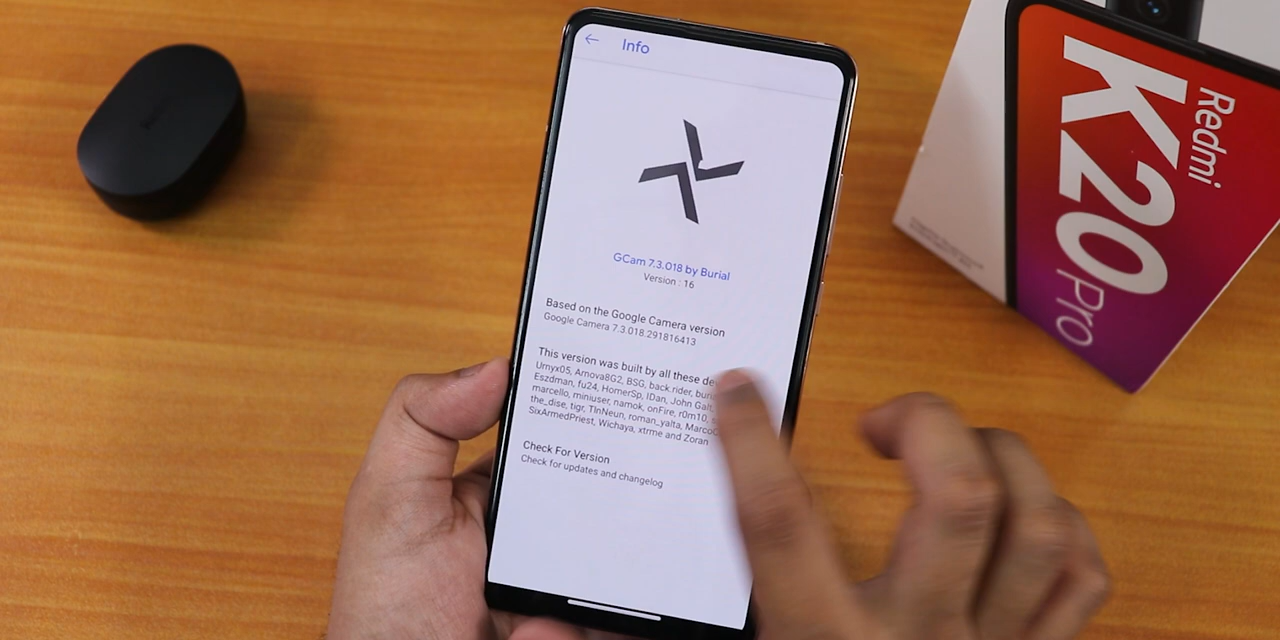 Info
GCam 7.3.018 by Burial
Version : 16
Based on the Google Camera version
Google Camera 7.3.018.291816413
This version was built by all these
Urnyx05, Arnova8G2, BSG, back.rider,
Eszdman, fu24, HomerSp, IDan, John Galt,
marcello, miniuser, namok, onFire, r0m10,
the_dise, tigr, TlnNeun, roman_yalta,
SixArmedPriest, Wichaya, xtrme and Zoran
Check For Version
Check for updates and changelog
Redmi
K20
Pro